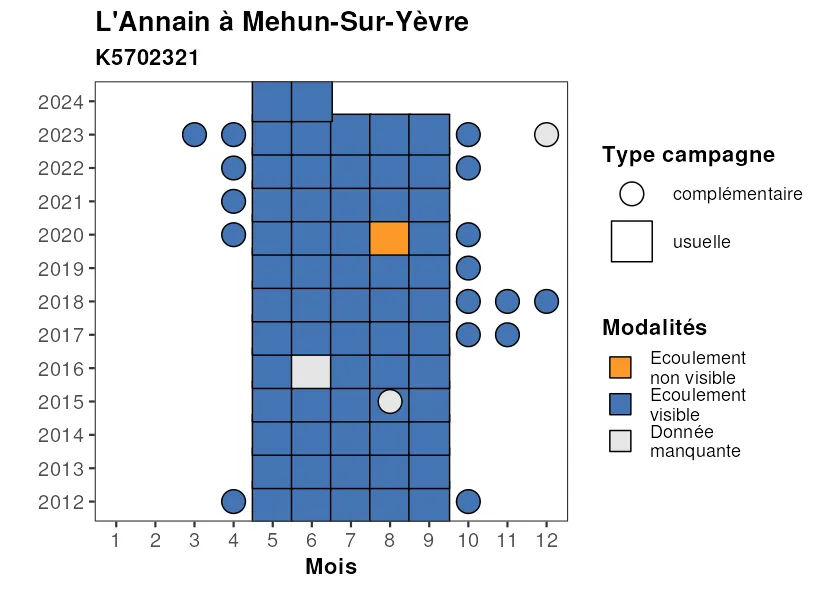 L'Annain à Mehun-Sur-Yèvre
K5702321
2024
2023
2022
2021
2020
2019
2018
2017
2016
2015
2014
2013
2012
1 2 3 4 5 6 7 8 9 10 11 12
Mois
Type campagne
complémentaire
usuelle
Modalités
Ecoulement
non visible
Ecoulement
visible
Donnée
manquante